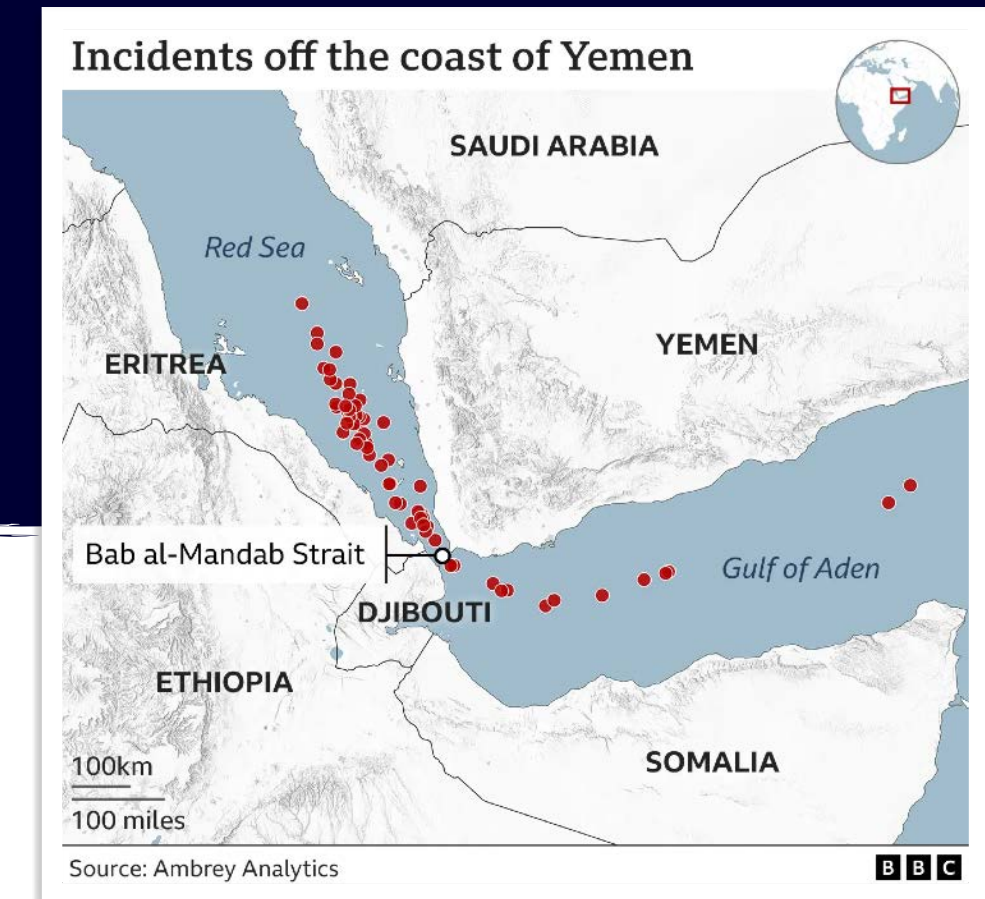 Incidents off the coast of Yemen
SAUDI ARABIA
Red Sea
YEMEN
ERITREA
Bab al-Mandab Strait
Gulf of Aden
DJIBOUTI
ETHIOPIA
SOMALIA
100km
100 miles
Source: Ambrey Analytics
BBC